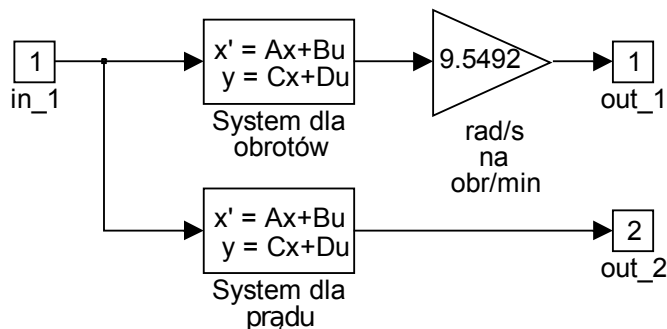 1
in_1
x' = Ax+Bu
y = Cx+Du
System dla
obrotów
9.5492
rad/s
na
obr/min
1
out_1
x' = Ax+Bu
y = Cx+Du
System dla
prądu
2
out_2